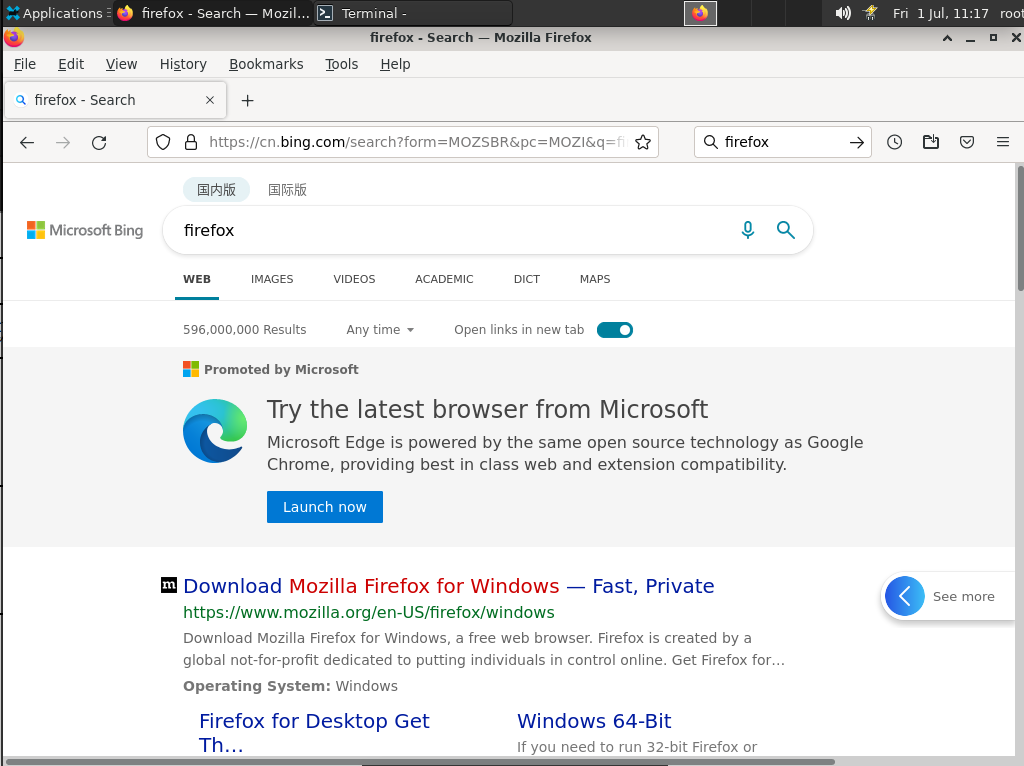 Applications
firefox - Search — Mozil...
Terminal -
Fri 1 Jul, 11:17 root
firefox - Search — Mozilla Firefox
File Edit View History Bookmarks Tools Help
firefox - Search
https://cn.bing.com/search?form=MOZSBR&pc=MOZI&q=fi
firefox
国内版 国际版
Microsoft Bing
firefox
WEB IMAGES VIDEOS ACADEMIC DICT MAPS
596,000,000 Results Any time Open links in new tab
Promoted by Microsoft
Try the latest browser from Microsoft
Microsoft Edge is powered by the same open source technology as Google
Chrome, providing best in class web and extension compatibility.
Launch now
m
Download Mozilla Firefox for Windows — Fast, Private
https://www.mozilla.org/en-US/firefox/windows
See more
Download Mozilla Firefox for Windows, a free web browser. Firefox is created by a
global not-for-profit dedicated to putting individuals in control online. Get Firefox for…
Operating System: Windows
Firefox for Desktop Get
Th…
Windows 64-Bit
If you need to run 32-bit Firefox or